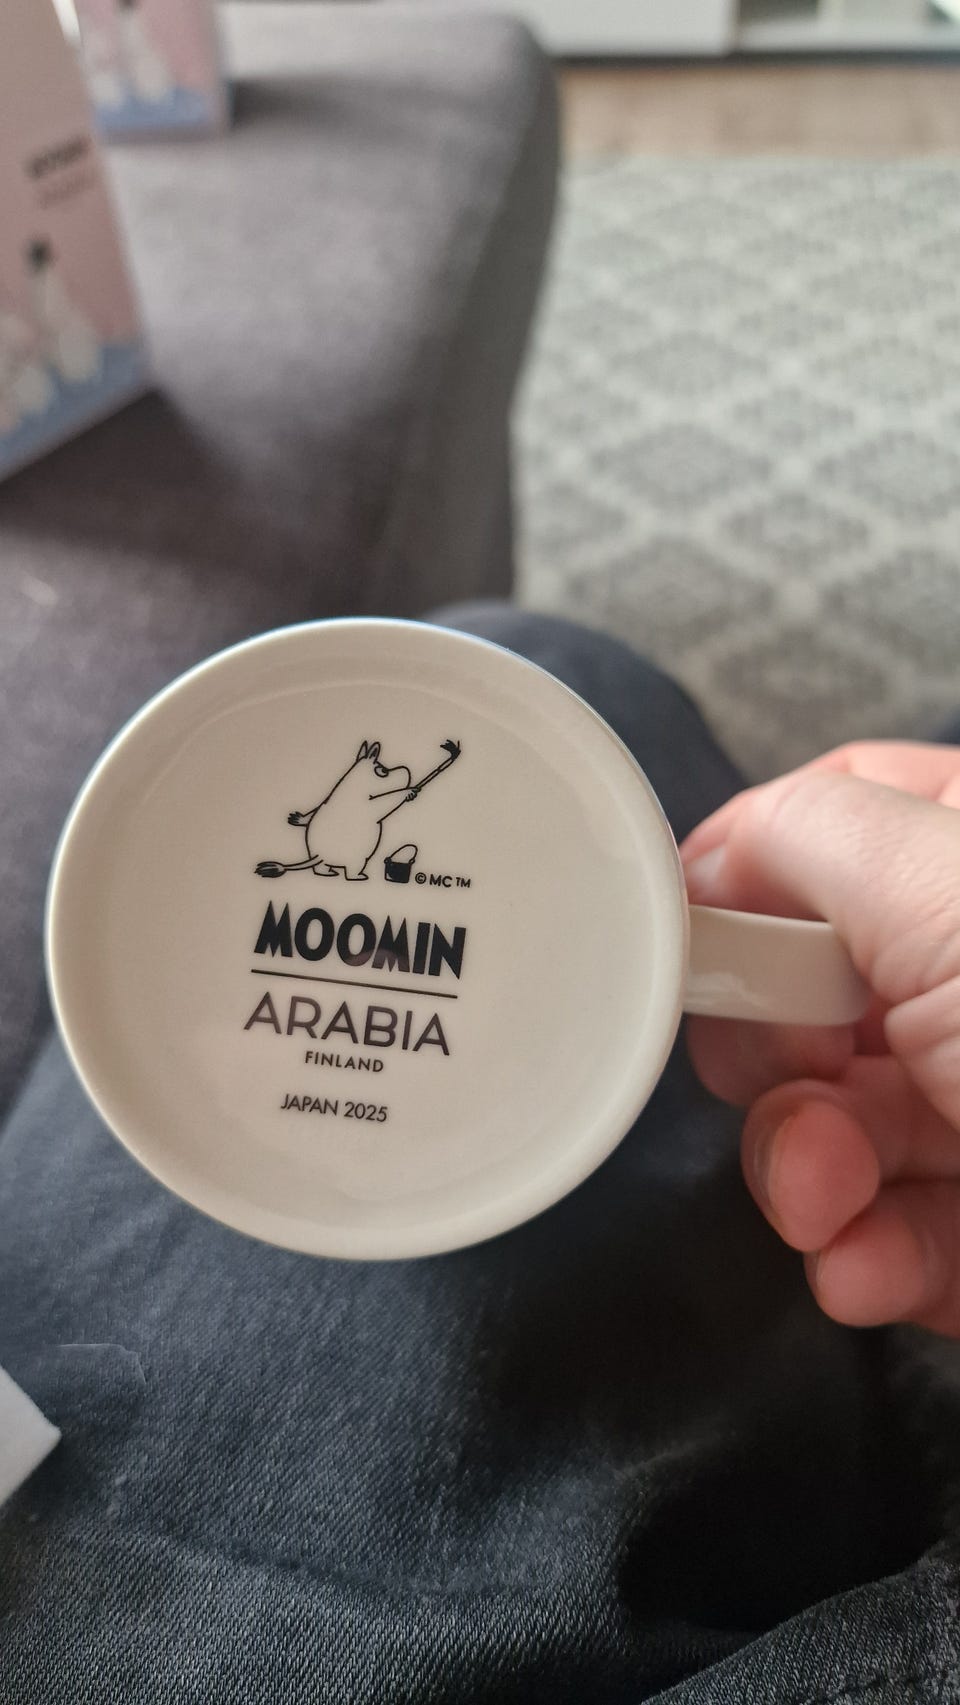 © MC TM
MOOMIN
ARABIA
FINLAND
JAPAN 2025